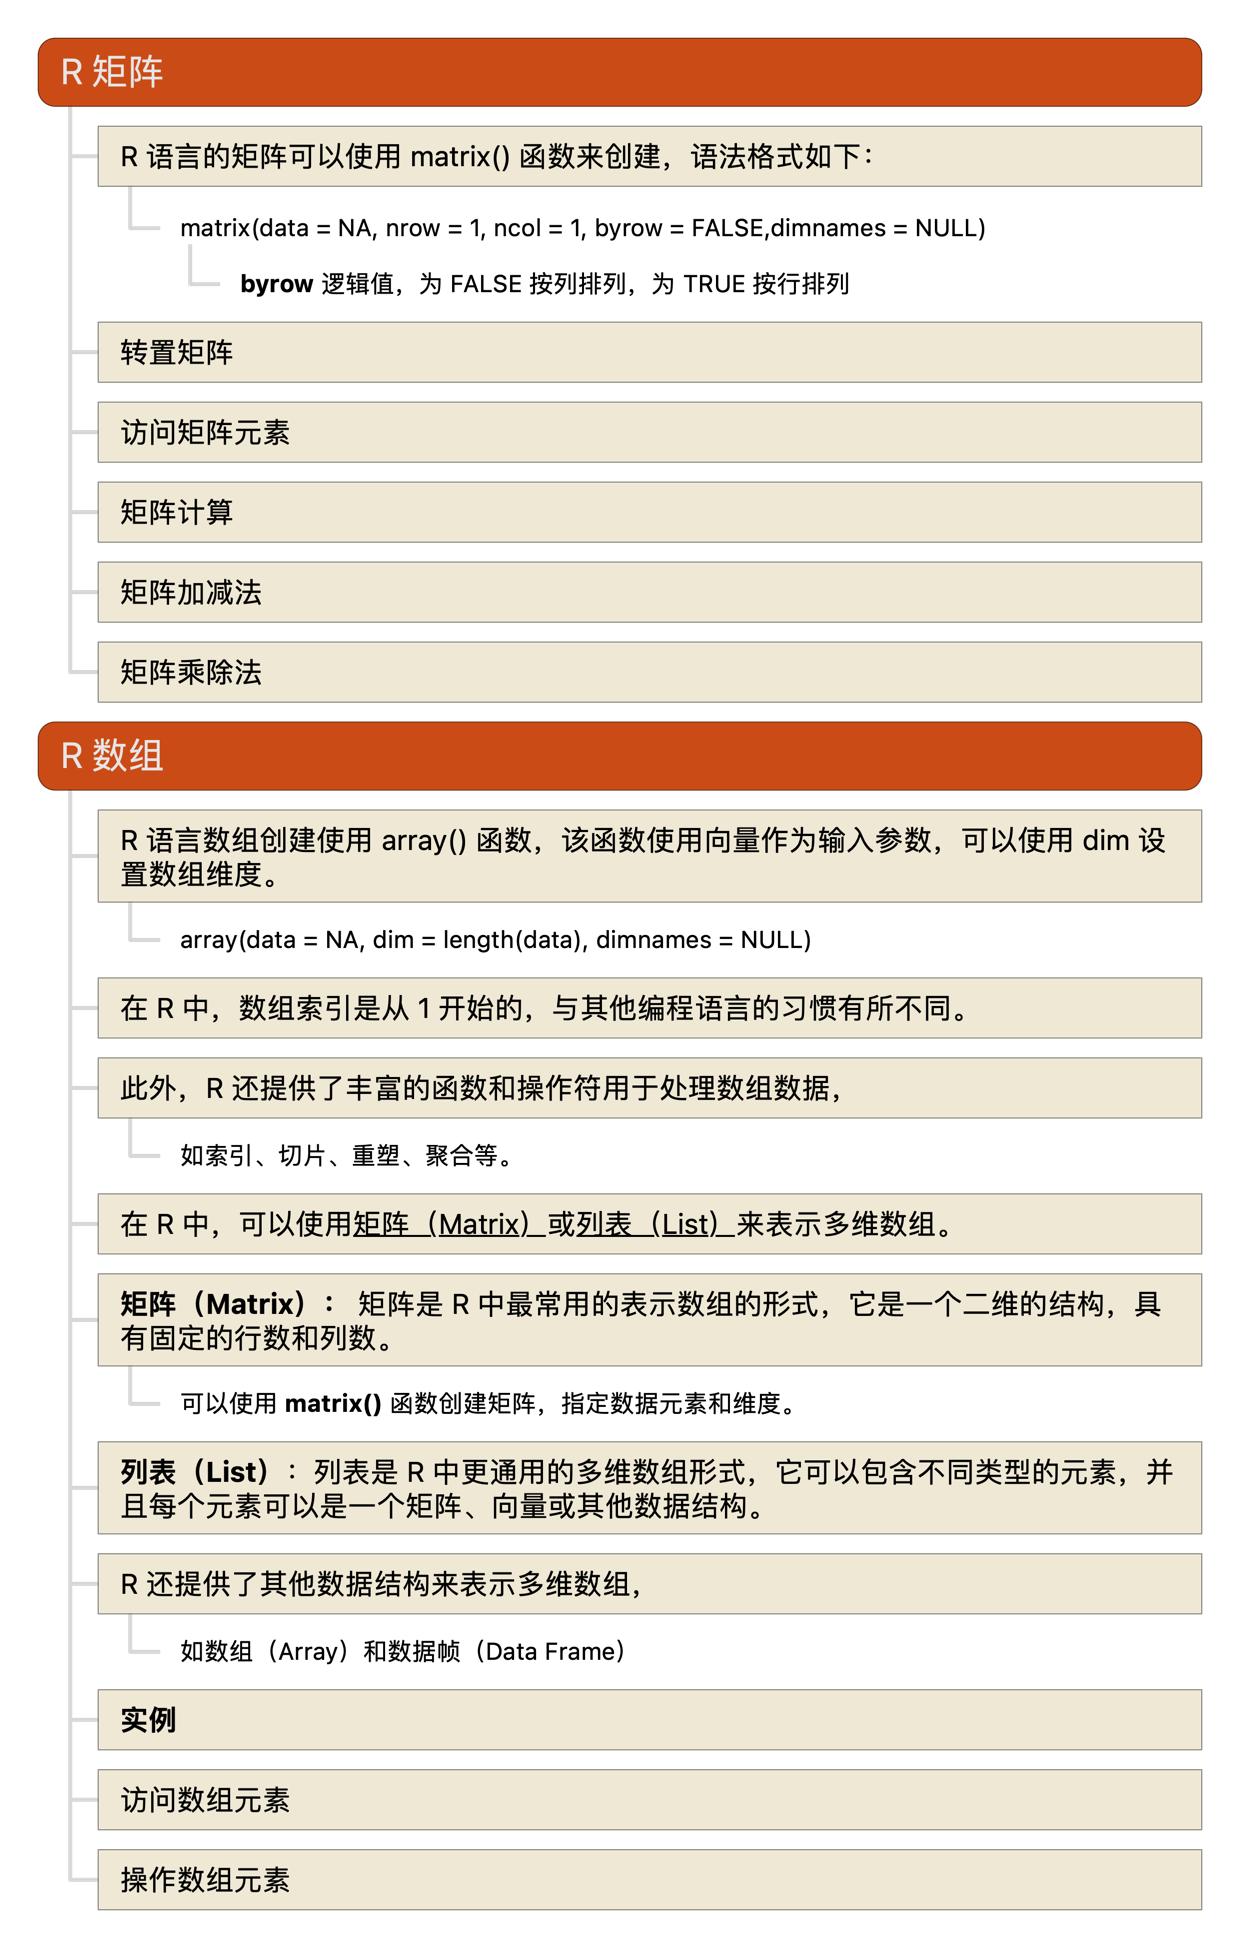 R 矩阵
R 语言的矩阵可以使用 matrix() 函数来创建，语法格式如下：
matrix(data = NA, nrow = 1, ncol = 1, byrow = FALSE,dimnames = NULL)
byrow 逻辑值，为 FALSE 按列排列，为 TRUE 按行排列
转置矩阵
访问矩阵元素
矩阵计算
矩阵加减法
矩阵乘除法
R 数组
R 语言数组创建使用 array() 函数，该函数使用向量作为输入参数，可以使用 dim 设
置数组维度。
array(data = NA, dim = length(data), dimnames = NULL)
在 R 中，数组索引是从 1 开始的，与其他编程语言的习惯有所不同。
此外，R 还提供了丰富的函数和操作符用于处理数组数据，
如索引、切片、重塑、聚合等。
在 R 中，可以使用矩阵（Matrix）或列表（List）来表示多维数组。
矩阵（Matrix）： 矩阵是 R 中最常用的表示数组的形式，它是一个二维的结构，具
有固定的行数和列数。
可以使用 matrix() 函数创建矩阵，指定数据元素和维度。
列表（List）：列表是 R 中更通用的多维数组形式，它可以包含不同类型的元素，并
且每个元素可以是一个矩阵、向量或其他数据结构。
R 还提供了其他数据结构来表示多维数组，
如数组（Array）和数据帧（Data Frame）
实例
访问数组元素
操作数组元素